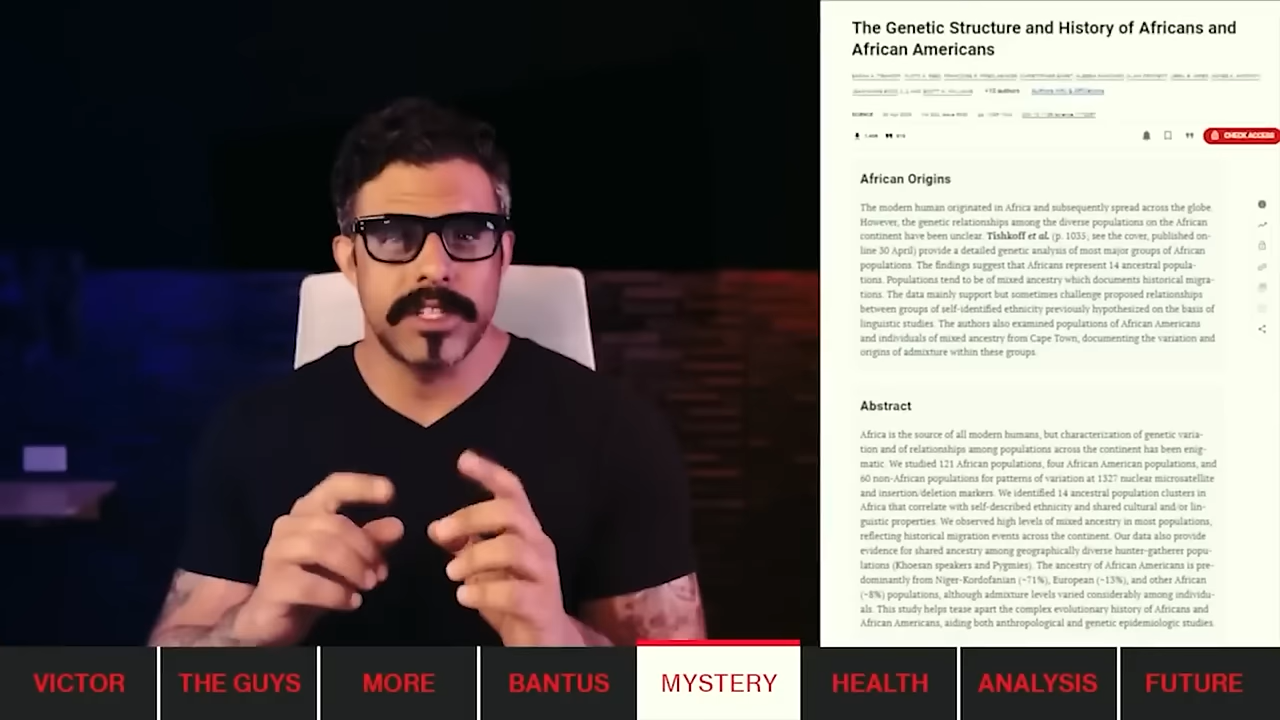 The Genetic Structure and History of Africans and
African Americans
+10 authors
SCIENCE
CHECK ACCESS
African Origins
The modern human originated in Africa and subsequently spread across the globe.
However, the genetic relationships among the diverse populations on the African
continent have been unclear. Tishkoff et al. (p. 1035; see the cover, published on-
line 30 April) provide a detailed genetic analysis of most major groups of African
populations. The findings suggest that Africans represent 14 ancestral popula-
tions. Populations tend to be of mixed ancestry which documents historical migra-
tions. The data mainly support but sometimes challenge proposed relationships
between groups of self-identified ethnicity previously hypothesized on the basis of
linguistic studies. The authors also examined populations of African Americans
and individuals of mixed ancestry from Cape Town, documenting the variation and
origins of admixture within these groups.
Abstract
Africa is the source of all modern humans, but characterization of genetic varia-
tion and of relationships among populations across the continent has been enig-
matic. We studied 121 African populations, four African American populations, and
60 non-African populations for patterns of variation at 1327 nuclear microsatellite
and insertion/deletion markers. We identified 14 ancestral population clusters in
Africa that correlate with self-described ethnicity and shared cultural and/or lin-
guistic properties. We observed high levels of mixed ancestry in most populations,
reflecting historical migration events across the continent. Our data also provide
evidence for shared ancestry among geographically diverse hunter-gatherer popu-
lations (Khoesan speakers and Pygmies). The ancestry of African Americans is pre-
dominantly from Niger-Kordofanian (~71%), European (~13%), and other African
(~8%) populations, although admixture levels varied considerably among individu-
als. This study helps tease apart the complex evolutionary history of Africans and
African Americans, aiding both anthropological and genetic epidemiologic studies
VICTOR
THE GUYS
MORE
BANTUS
MYSTERY
HEALTH
ANALYSIS
FUTURE